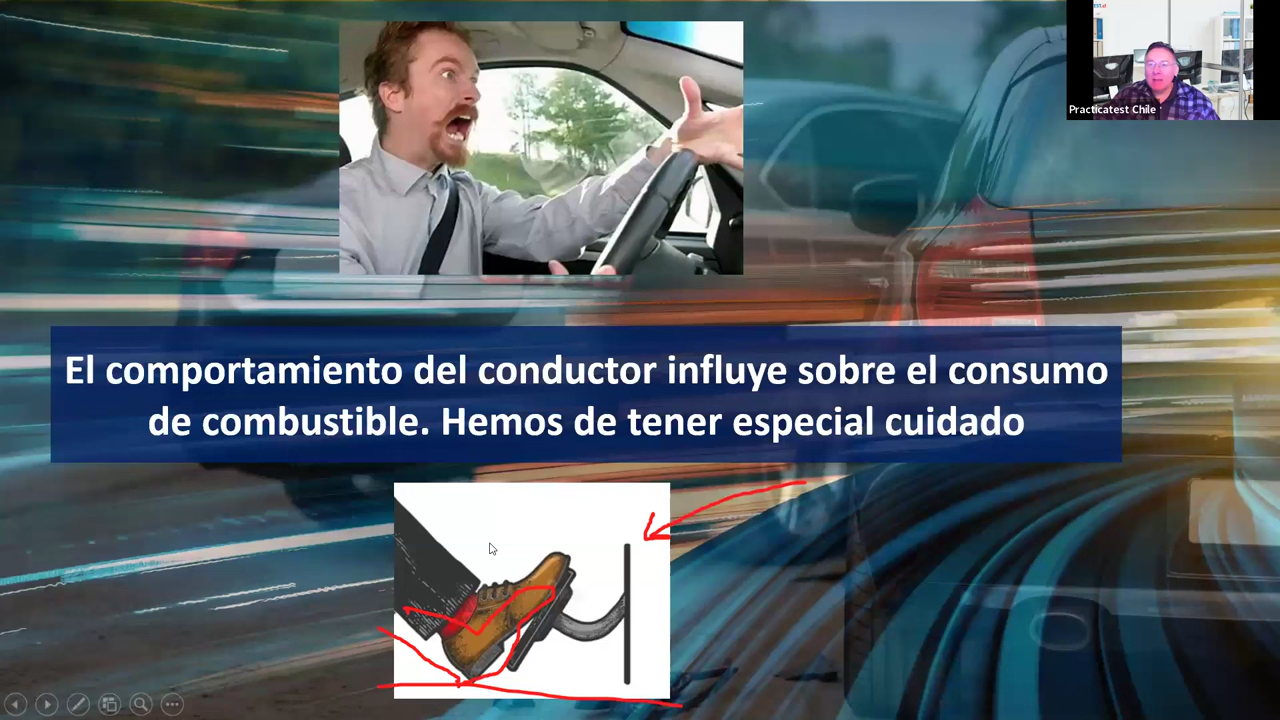 Practicatest Chile
El comportamiento del conductor influye sobre el consumo
de combustible. Hemos de tener especial cuidado